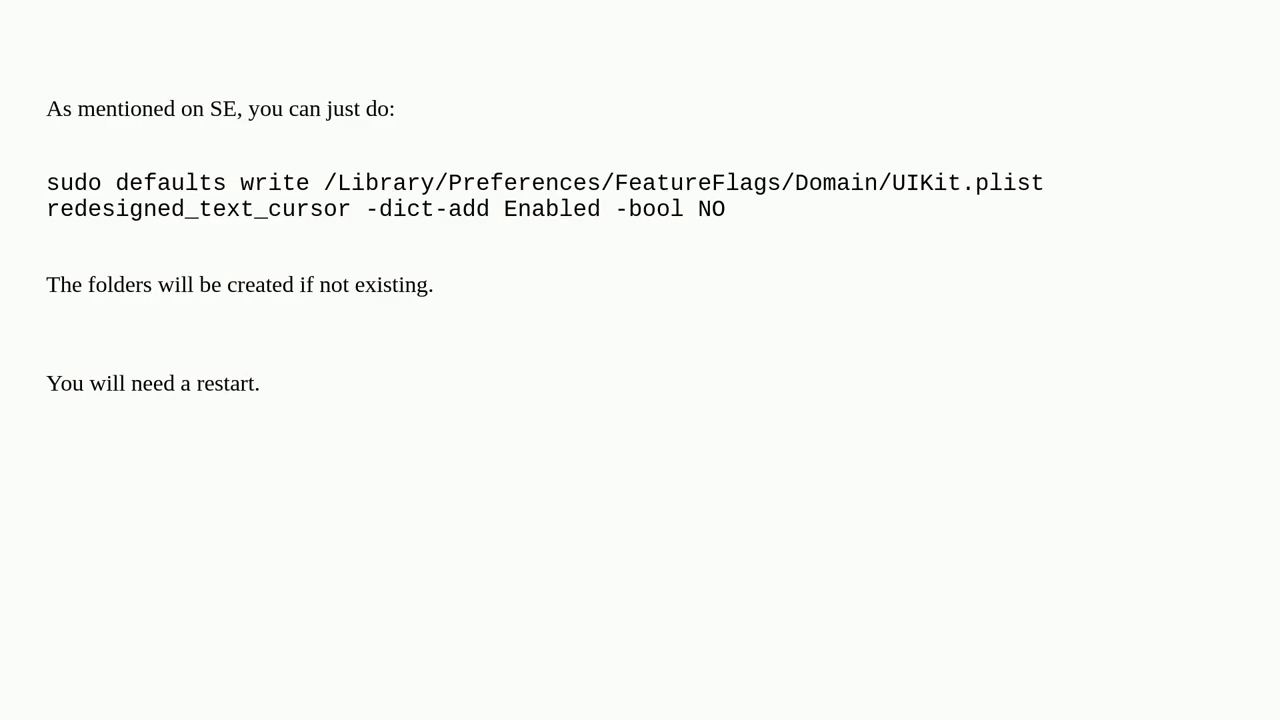 As mentioned on SE, you can just do:
sudo defaults write /Library/Preferences/FeatureFlags/Domain/UIKit.plist
redesigned_text_cursor -dict-add Enabled -bool NO
The folders will be created if not existing.
You will need a restart.